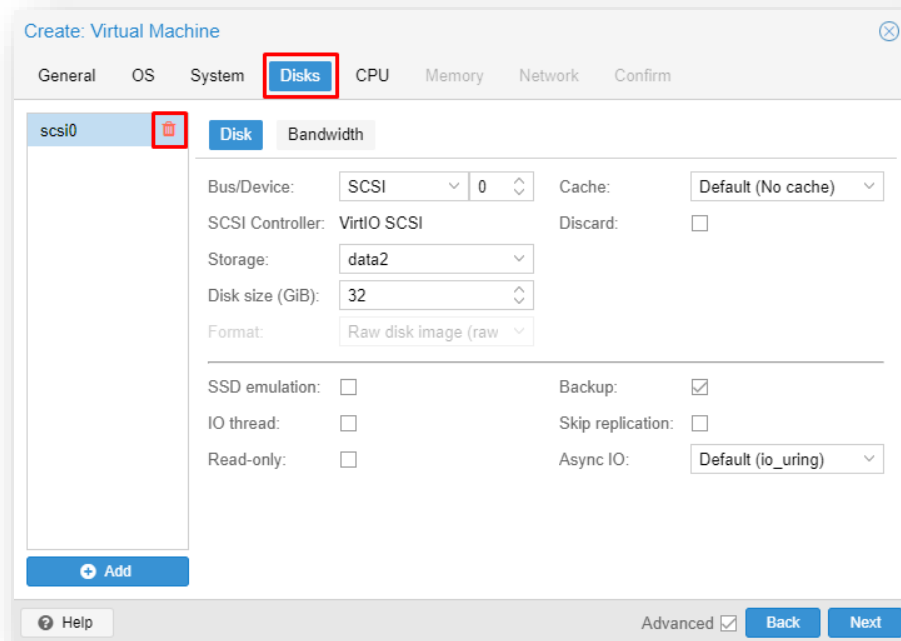 Create: Virtual Machine
General OS System Disks CPU Memory Network Confirm
scsi0
Disk Bandwidth
Bus/Device: SCSI 0 Cache: Default (No cache)
SCSI Controller: VirtIO SCSI Discard:
Storage: data2
Disk size (GiB): 32
Format: Raw disk image (raw
SSD emulation: Backup:
IO thread: Skip replication:
Read-only: Async IO: Default (io_uring)
Add
Help Advanced Back Next